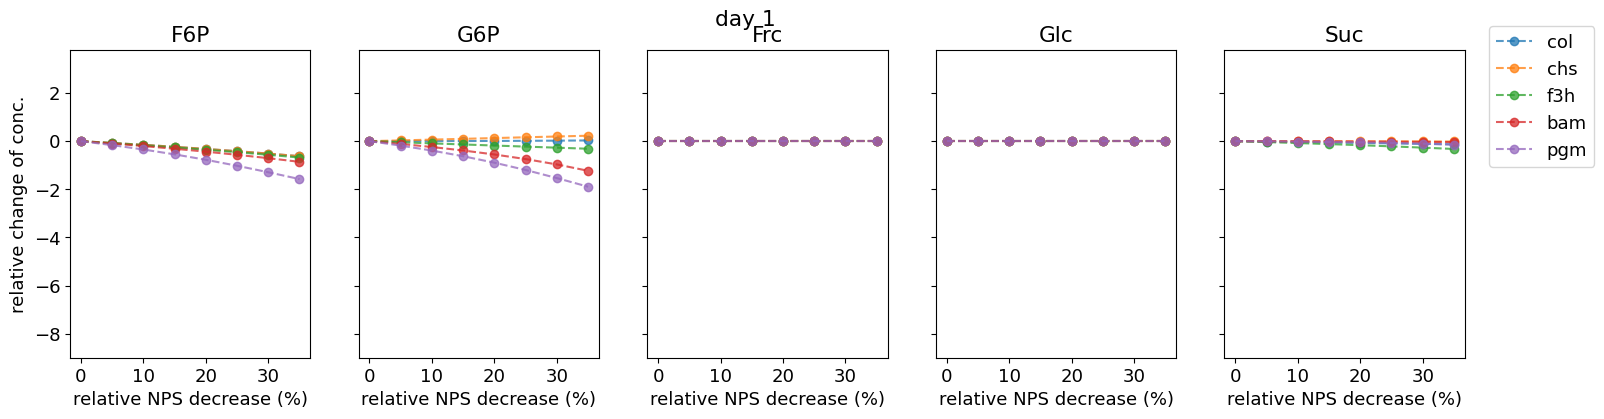 day 1
F6P
G6P
Frc
Glc
Suc
relative change of conc.
2
0
−2
−4
−6
−8
0 10 20 30
0 10 20 30
0 10 20 30
0 10 20 30
0 10 20 30
relative NPS decrease (%)
relative NPS decrease (%)
relative NPS decrease (%)
relative NPS decrease (%)
relative NPS decrease (%)
col
chs
f3h
bam
pgm